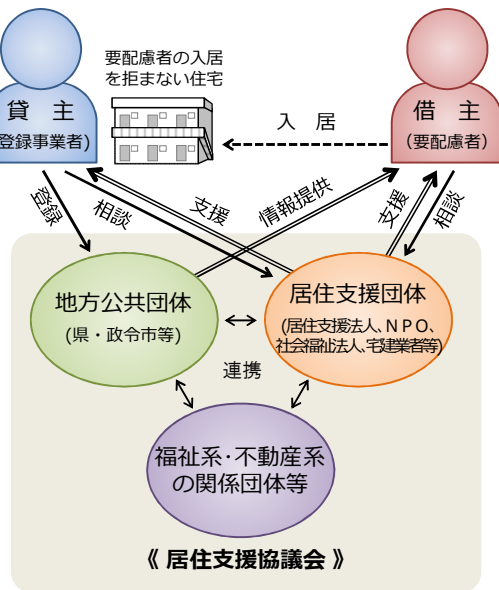 要配慮者の入居
を拒まない住宅
貸 主
(登録事業者)
入 居
借 主
(要配慮者)
登録
相談
支援
情報提供
支援
相談
地方公共団体
(県・政令市等)
居住支援団体
(居住支援法人、ＮＰＯ、
社会福祉法人、宅建業者等)
連携
福祉系・不動産系
の関係団体等
《 居住支援協議会 》